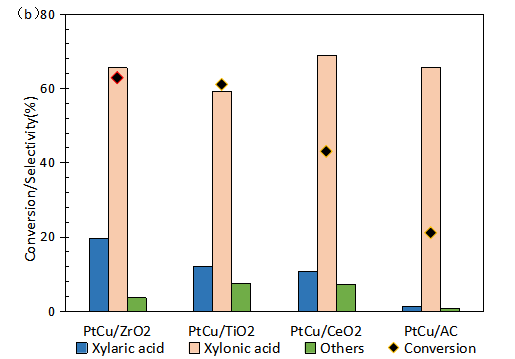 (b)
80
60
40
20
0
Conversion/Selectivity(%)
PtCu/ZrO2 PtCu/TiO2 PtCu/CeO2 PtCu/AC
Xylaric acid Xylonic acid Others Conversion